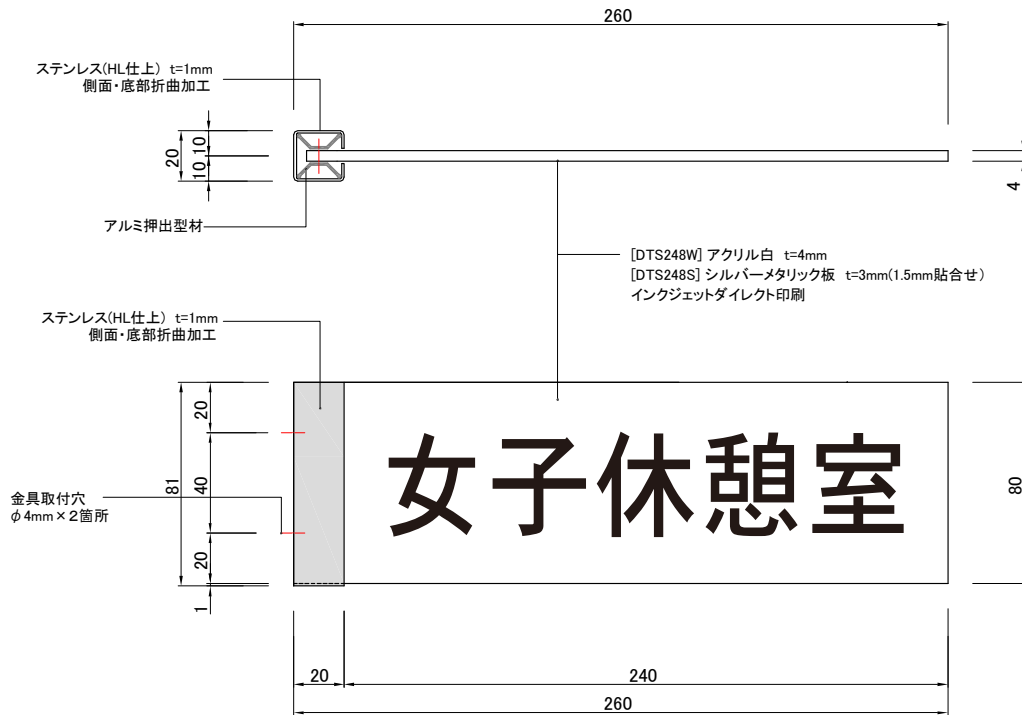 260
ステンレス(HL仕上) t=1mm
側面・底部折曲加工
20
10
10
4
アルミ押出型材
[DTS248W] アクリル白 t=4mm
[DTS248S] シルバーメタリック板 t=3mm(1.5mm貼合せ)
インクジェットダイレクト印刷
ステンレス(HL仕上) t=1mm
側面・底部折曲加工
81
20
40
20
1
金具取付穴
φ4mm×2箇所
女子休憩室
80
20
240
260